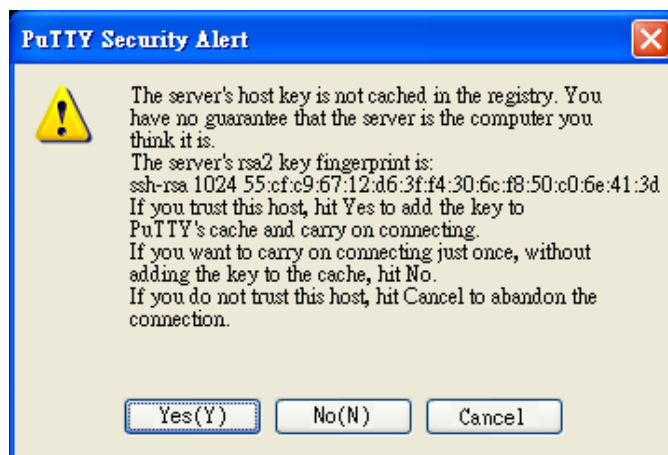 PuTTY Security Alert
The server's host key is not cached in the registry. You
have no guarantee that the server is the computer you
think it is.
The server's rsa2 key fingerprint is:
ssh-rsa 1024 55:cf:c9:67:12:d6:3f:f4:30:6c:f8:50:c0:6e:41:3d
If you trust this host, hit Yes to add the key to
PuTTY's cache and carry on connecting.
If you want to carry on connecting just once, without
adding the key to the cache, hit No.
If you do not trust this host, hit Cancel to abandon the
connection.
Yes(Y) No(N) Cancel